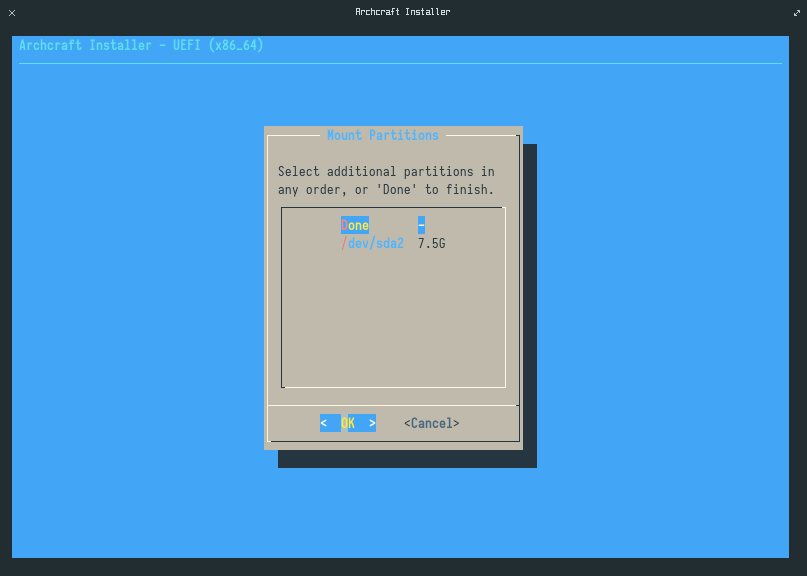 Archcraft Installer
Archcraft Installer - UEFI (x86_64)
Mount Partitions
Select additional partitions in
any order, or 'Done' to finish.
Done -
/dev/sda2 7.5G
< OK > <Cancel>